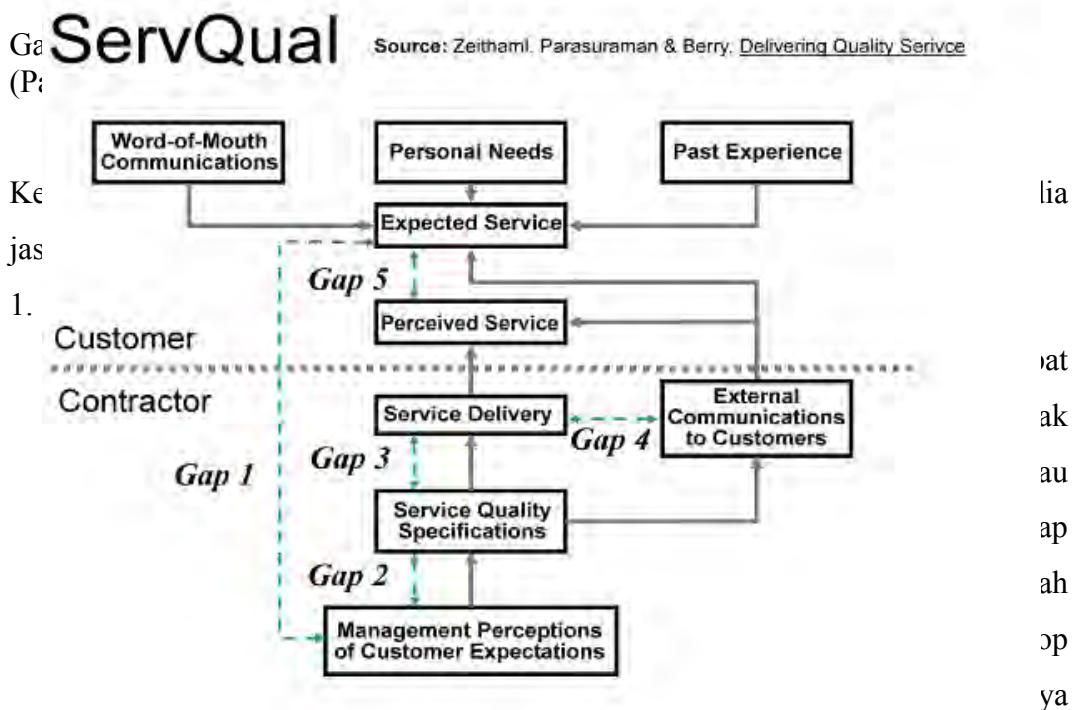 ServQual
Source: Zeithaml, Parasuraman & Berry, Delivering Quality Serivce
Word-of-Mouth
Communications
Personal Needs
Past Experience
Expected Service
Gap 5
Perceived Service
Customer
Contractor
Service Delivery
External
Communications
to Customers
Gap 4
Gap 3
Gap 1
Service Quality
Specifications
Gap 2
Management Perceptions
of Customer Expectations
1.